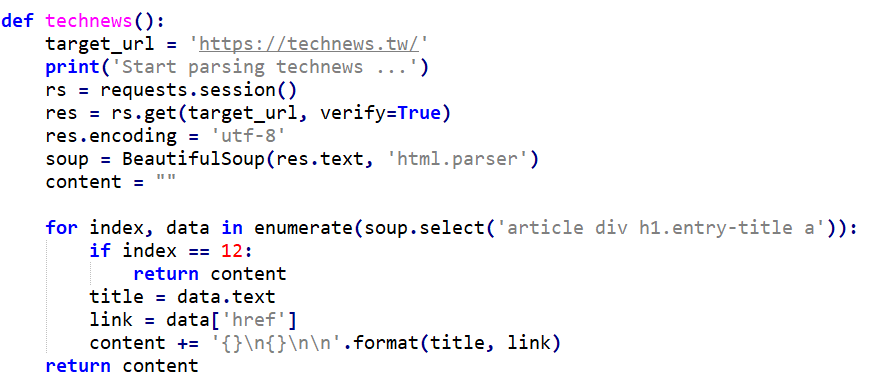 def technews():
    target_url = 'https://technews.tw/'
    print('Start parsing technews ...')
    rs = requests.session()
    res = rs.get(target_url, verify=True)
    res.encoding = 'utf-8'
    soup = BeautifulSoup(res.text, 'html.parser')
    content = ""

    for index, data in enumerate(soup.select('article div h1.entry-title a')):
        if index == 12:
            return content
        title = data.text
        link = data['href']
        content += '{}\n{}\n\n'.format(title, link)
    return content